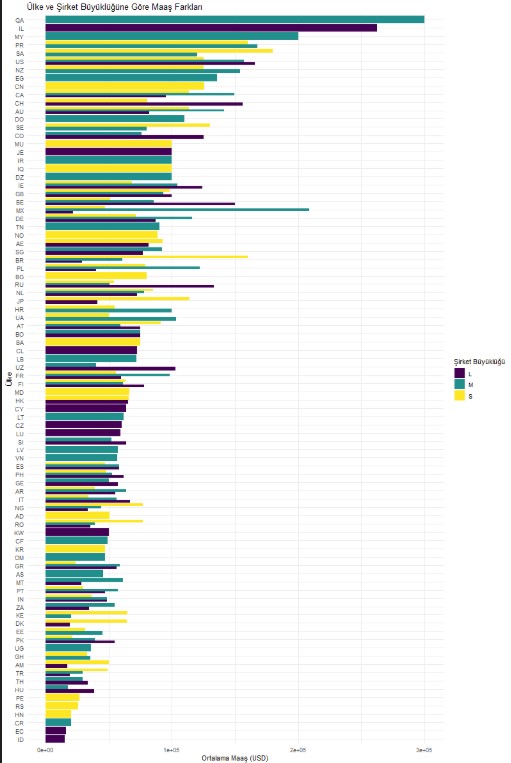 Ülke ve Şirket Büyüklüğüne Göre Maaş Farkları
QA
IL
MY
PR
SA
US
NZ
EG
CN
CA
CH
AU
DO
SE
CO
MU
JE
IR
IQ
DZ
IE
GB
BE
MX
DE
TN
NO
AE
SG
BR
PL
BG
RU
NL
JP
HR
UA
AT
BO
BA
CL
LB
UZ
FR
FI
MD
HK
CY
LT
CZ
LU
SI
LV
VN
ES
PH
GE
AR
IT
NG
AD
RO
KW
CF
KR
OM
GR
AS
MT
PT
IN
ZA
KE
DK
EE
PK
UG
GH
AM
TR
TH
HU
PE
RS
HN
CR
EC
ID
Ülke
0e+00
1e+05
2e+05
3e+05
Ortalama Maaş (USD)
Şirket Büyüklüğü
L
M
S